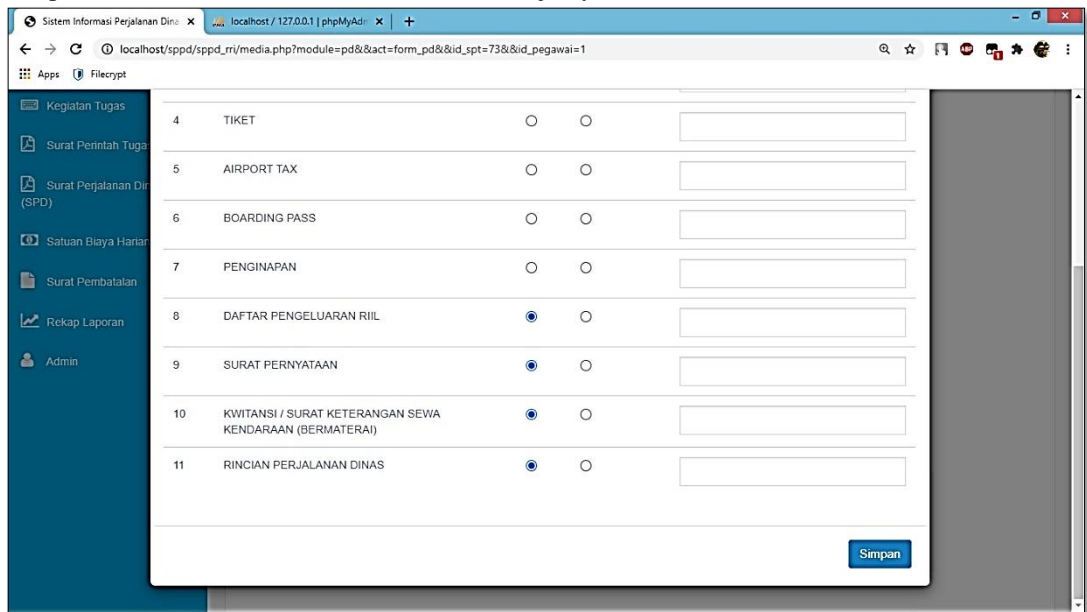 Sistem Informasi Perjalanan Dina
localhost / 127.0.0.1 | phpMyAdm
localhost/sppd/sppd_rri/media.php?module=pd&&act=form_pd&&id_spt=73&&id_pegawai=1
Apps
Filecrypt
Kegiatan Tugas
Surat Perintah Tuga
Surat Perjalanan Din
(SPD)
Satuan Biaya Harian
Surat Pembatalan
Rekap Laporan
Admin
4 TIKET
5 AIRPORT TAX
6 BOARDING PASS
7 PENGINAPAN
8 DAFTAR PENGELUARAN RIIL
9 SURAT PERNYATAAN
10 KWITANSI / SURAT KETERANGAN SEWA
KENDARAAN (BERMATERAI)
11 RINCIAN PERJALANAN DINAS
Simpan